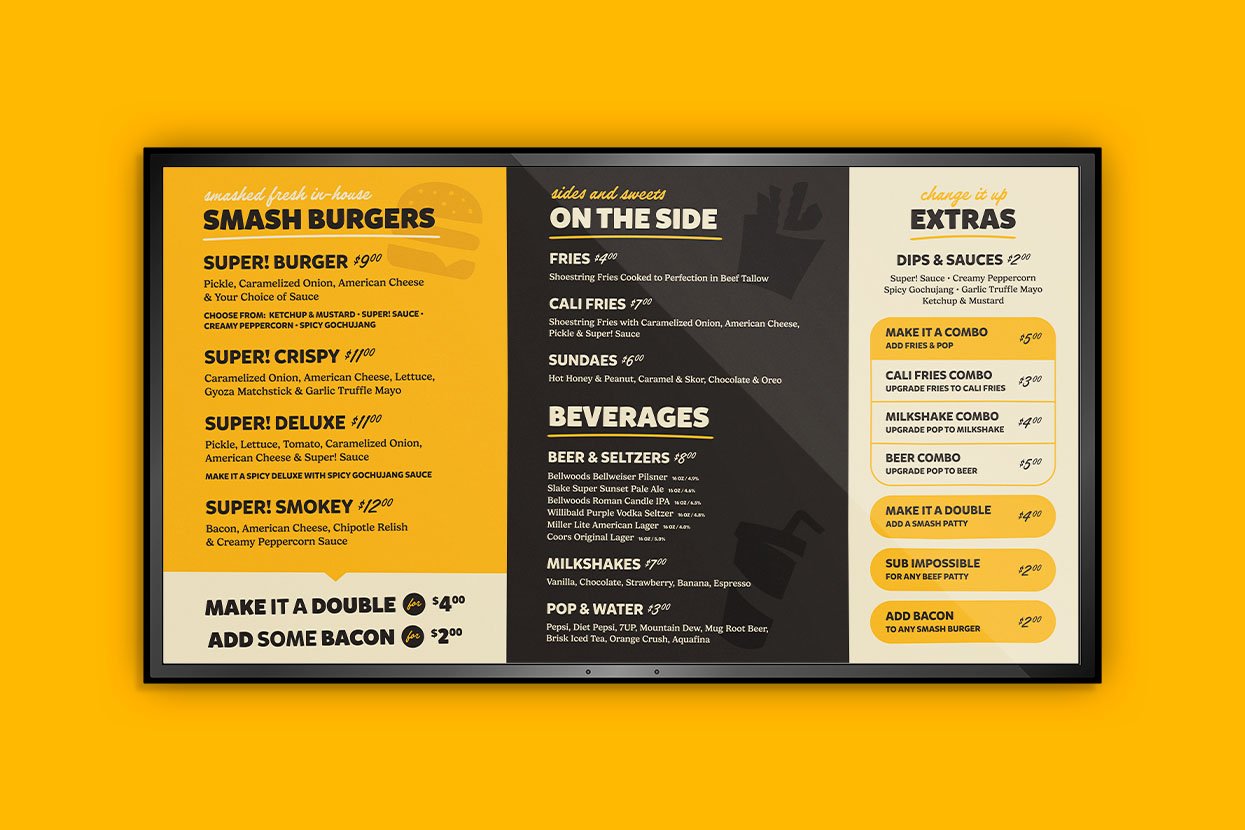 smashed fresh in-house
SMASH BURGERS
SUPER! BURGER $9.00
Pickle, Caramelized Onion, American Cheese
& Your Choice of Sauce
CHOOSE FROM: KETCHUP & MUSTARD • SUPER! SAUCE •
CREAMY PEPPERCORN • SPICY GOCHUJANG
SUPER! CRISPY $11.00
Caramelized Onion, American Cheese, Lettuce,
Gyoza Matchstick & Garlic Truffle Mayo
SUPER! DELUXE $11.00
Pickle, Lettuce, Tomato, Caramelized Onion,
American Cheese & Super! Sauce
MAKE IT A SPICY DELUXE WITH SPICY GOCHUJANG SAUCE
SUPER! SMOKEY $12.00
Bacon, American Cheese, Chipotle Relish
& Creamy Peppercorn Sauce
MAKE IT A DOUBLE for $4.00
ADD SOME BACON for $2.00
sides and sweets
ON THE SIDE
FRIES $4.00
Shoestring Fries Cooked to Perfection in Beef Tallow
CALI FRIES $7.00
Shoestring Fries with Caramelized Onion, American Cheese,
Pickle & Super! Sauce
SUNDAES $6.00
Hot Honey & Peanut, Caramel & Skor, Chocolate & Oreo
BEVERAGES
BEER & SELTZERS $8.00
Bellwoods Bellweiser Pilsner 16 OZ / 4.9%
Slake Super Sunset Pale Ale 16 OZ / 4.6%
Bellwoods Roman Candle IPA 16 OZ / 6.5%
Willibald Purple Vodka Seltzer 16 OZ / 4.8%
Miller Lite American Lager 16 OZ / 4.0%
Coors Original Lager 16 OZ / 5.0%
MILKSHAKES $7.00
Vanilla, Chocolate, Strawberry, Banana, Espresso
POP & WATER $3.00
Pepsi, Diet Pepsi, 7UP, Mountain Dew, Mug Root Beer,
Brisk Iced Tea, Orange Crush, Aquafina
change it up
EXTRAS
DIPS & SAUCES $2.00
Super! Sauce • Creamy Peppercorn
Spicy Gochujang • Garlic Truffle Mayo
Ketchup & Mustard
MAKE IT A COMBO $5.00
ADD FRIES & POP
CALI FRIES COMBO $3.00
UPGRADE FRIES TO CALI FRIES
MILKSHAKE COMBO $4.00
UPGRADE POP TO MILKSHAKE
BEER COMBO $5.00
UPGRADE POP TO BEER
MAKE IT A DOUBLE $4.00
ADD A SMASH PATTY
SUB IMPOSSIBLE $2.00
FOR ANY BEEF PATTY
ADD BACON $2.00
TO ANY SMASH BURGER